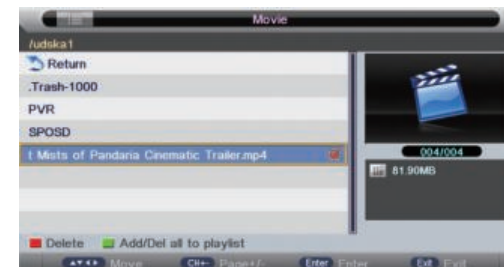 Movie
/udska1
Return
.Trash-1000
PVR
SPOSD
t Mists of Pandaria Cinematic Trailer.mp4
004/004
81.90MB
Delete Add/Del all to playlist
Move CH+- Page+/- Enter Enter Exit Exit